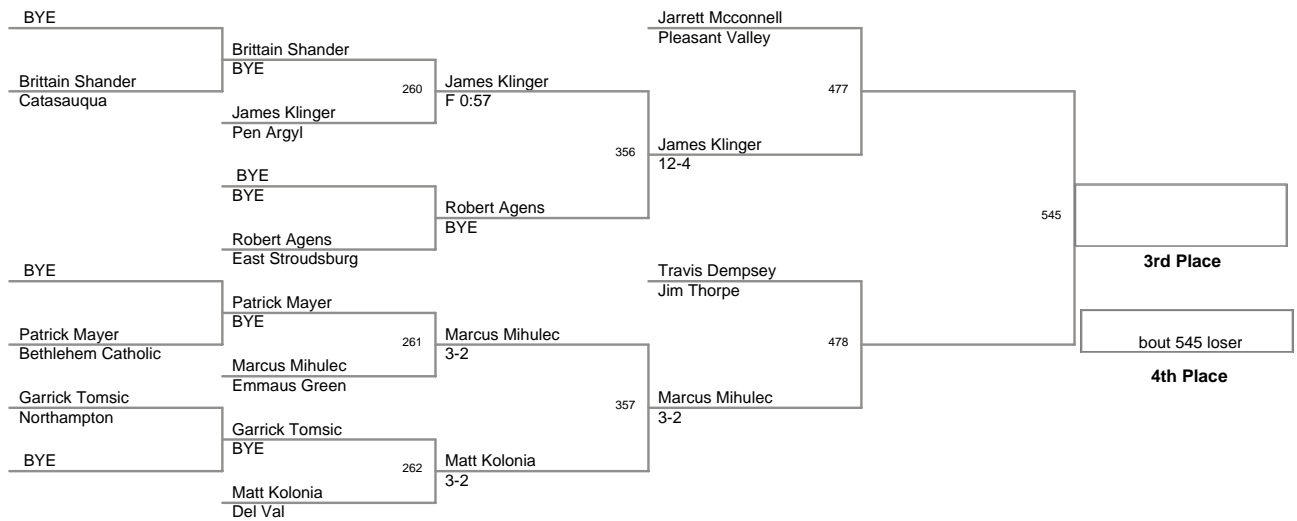 BYE
Brittain Shander
Catasauqua
BYE
Patrick Mayer
Bethlehem Catholic
Garrick Tomsic
Northampton
BYE
Brittain Shander
BYE
260
James Klinger
Pen Argyl
BYE
BYE
Robert Agens
East Stroudsburg
Patrick Mayer
BYE
261
Marcus Mihulec
Emmaus Green
Garrick Tomsic
BYE
262
Matt Kolonia
Del Val
James Klinger
F 0:57
356
Robert Agens
BYE
Marcus Mihulec
3-2
357
Matt Kolonia
3-2
Jarrett Mcconnell
Pleasant Valley
477
James Klinger
12-4
Travis Dempsey
Jim Thorpe
478
Marcus Mihulec
3-2
545
3rd Place
bout 545 loser
4th Place